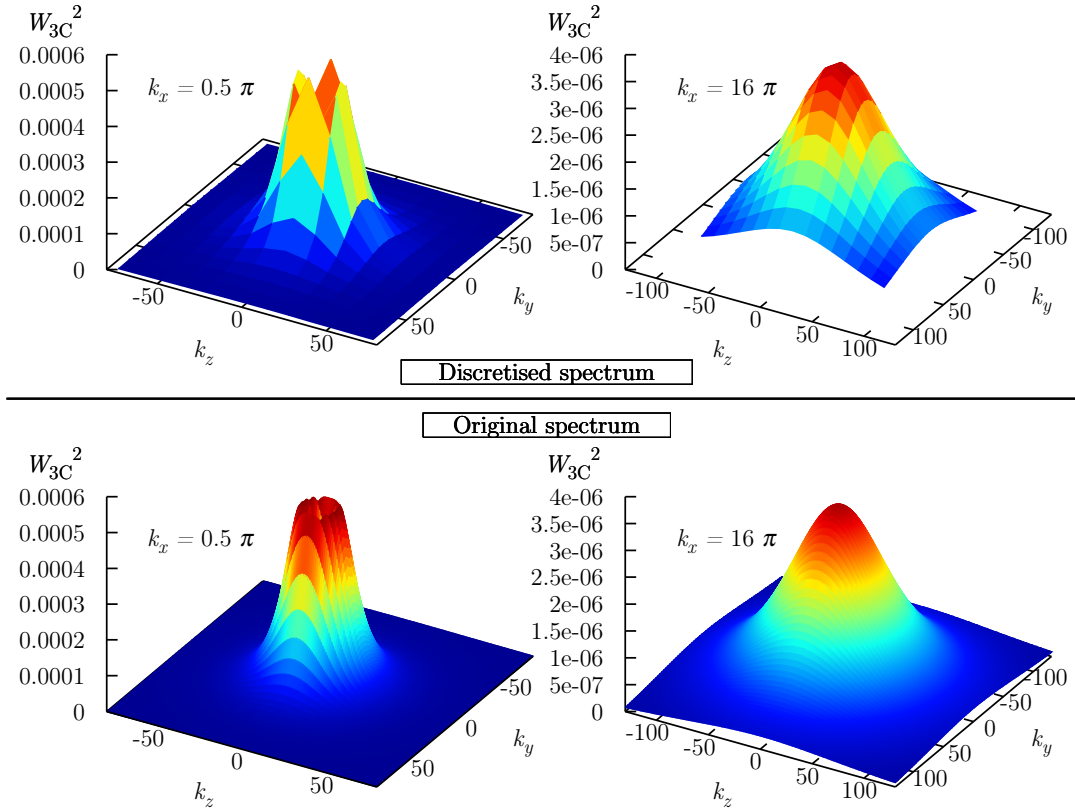 W_3C^2
0.0006
0.0005
0.0004
0.0003
0.0002
0.0001
0
k_x = 0.5 π
-50
0
50
k_z
-50
0
50
k_y
W_3C^2
4e-06
3.5e-06
3e-06
2.5e-06
2e-06
1.5e-06
1e-06
5e-07
0
k_x = 16 π
-100
-50
0
50
100
k_z
-100
-50
0
50
100
k_y
Discretised spectrum
Original spectrum
W_3C^2
0.0006
0.0005
0.0004
0.0003
0.0002
0.0001
0
k_x = 0.5 π
-50
0
50
k_z
-50
0
50
k_y
W_3C^2
4e-06
3.5e-06
3e-06
2.5e-06
2e-06
1.5e-06
1e-06
5e-07
0
k_x = 16 π
-100
-50
0
50
100
k_z
-100
-50
0
50
100
k_y